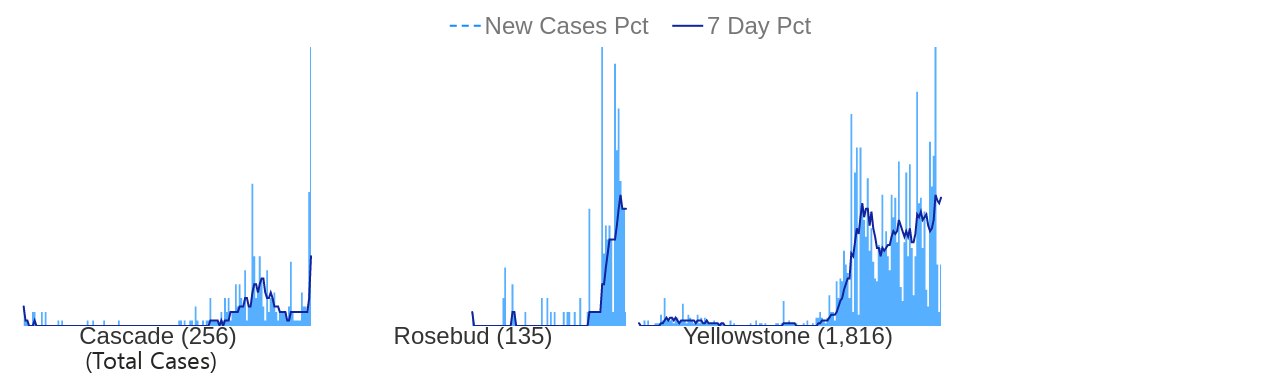 New Cases Pct 7 Day Pct
Cascade (256) Rosebud (135) Yellowstone (1,816)
(Total Cases)